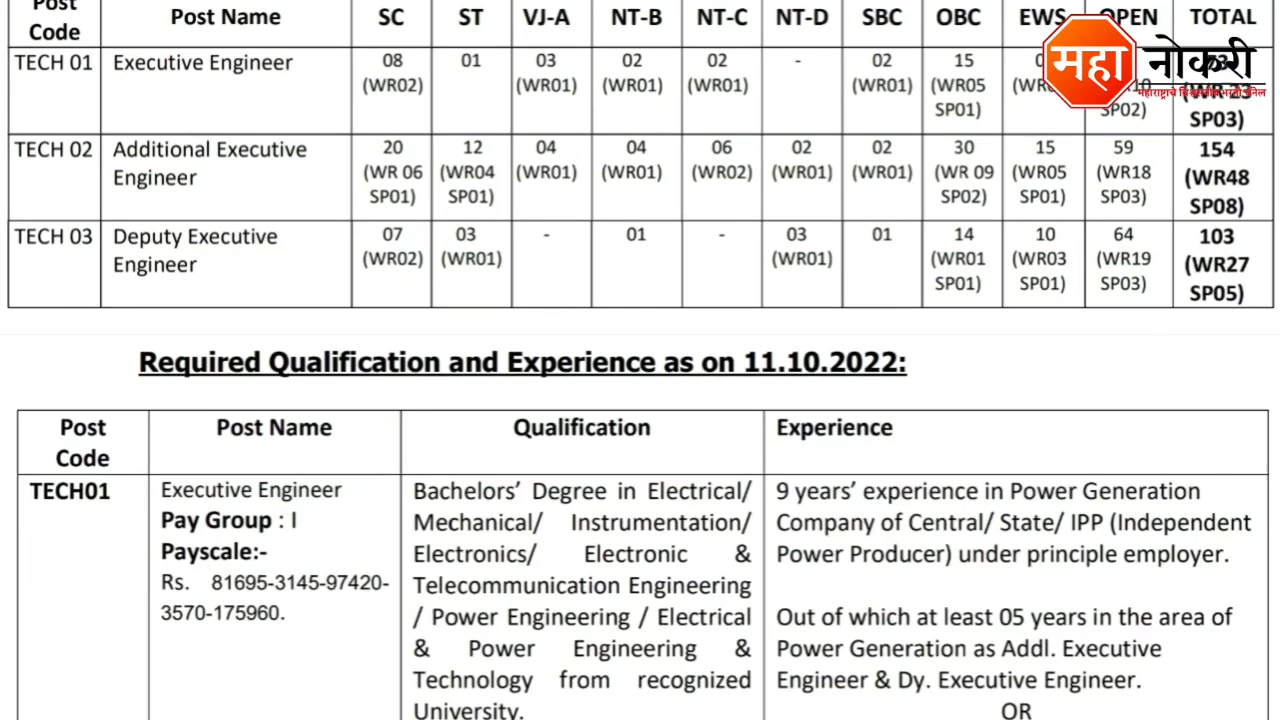 Post Code Post Name SC ST VJ-A NT-B NT-C NT-D SBC OBC EWS OPEN TOTAL
TECH 01 Executive Engineer 08 01 03 02 02 - 02 15
(WR02) (WR01) (WR01) (WR01) (WR01) (WR05
SP01) SP02) SP03)
TECH 02 Additional Executive 20 12 04 04 06 02 02 30 15 59 154
Engineer (WR 06 (WR04 (WR01) (WR01) (WR02) (WR01) (WR01) (WR 09 (WR05 (WR18 (WR48
SP01) SP01) SP02) SP01) SP03) SP08)
TECH 03 Deputy Executive 07 03 - 01 - 03 01 14 10 64 103
Engineer (WR02) (WR01) (WR01) (WR01 (WR03 (WR19 (WR27
SP01) SP01) SP03) SP05)
महा नोकरी
Required Qualification and Experience as on 11.10.2022:
Post Code Post Name Qualification Experience
TECH01 Executive Engineer
Pay Group : I
Payscale:-
Rs. 81695-3145-97420-
3570-175960.
Bachelors’ Degree in Electrical/
Mechanical/ Instrumentation/
Electronics/ Electronic &
Telecommunication Engineering
/ Power Engineering / Electrical
& Power Engineering &
Technology from recognized
University.
9 years’ experience in Power Generation
Company of Central/ State/ IPP (Independent
Power Producer) under principle employer.
Out of which at least 05 years in the area of
Power Generation as Addl. Executive
Engineer & Dy. Executive Engineer.
OR